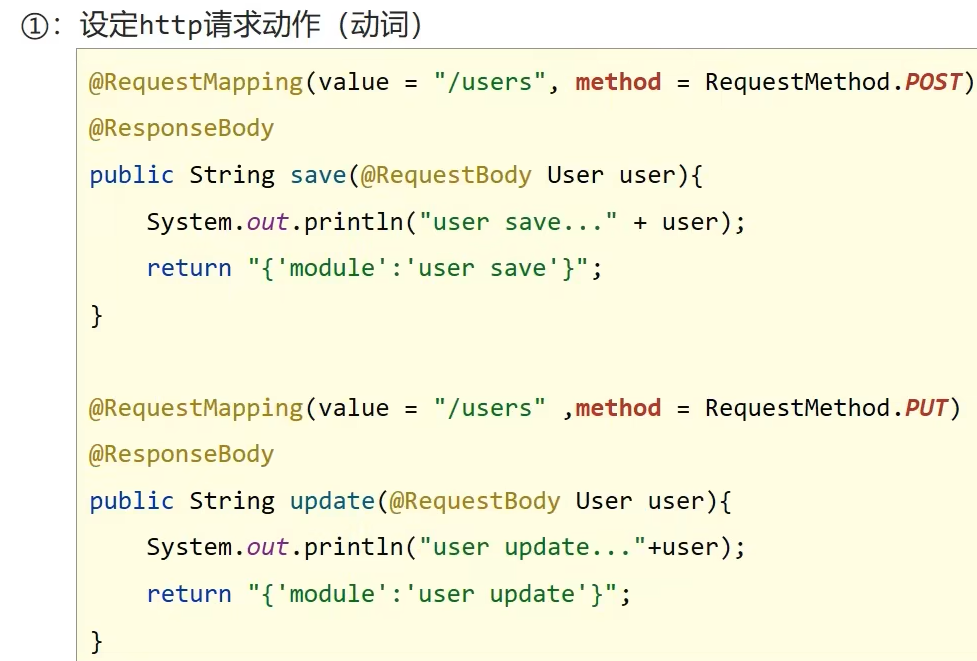 ①：设定http请求动作（动词）
@RequestMapping(value = "/users", method = RequestMethod.POST)
@ResponseBody
public String save(@RequestBody User user){
    System.out.println("user save..." + user);
    return "{'module':'user save'}";
}
@RequestMapping(value = "/users" ,method = RequestMethod.PUT)
@ResponseBody
public String update(@RequestBody User user){
    System.out.println("user update..."+user);
    return "{'module':'user update'}";
}